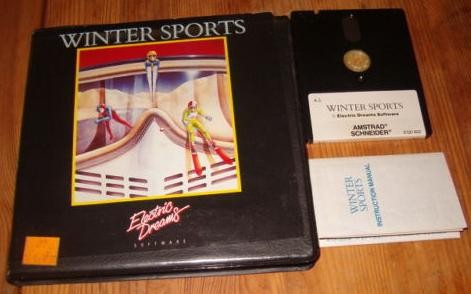 WINTER SPORTS
Electric
Dreams
SOFTWARE
WINTER SPORTS
© Electric Dreams Software
AMSTRAD®
SCHNEIDER®
WINTER
SPORTS
INSTRUCTION MANUAL